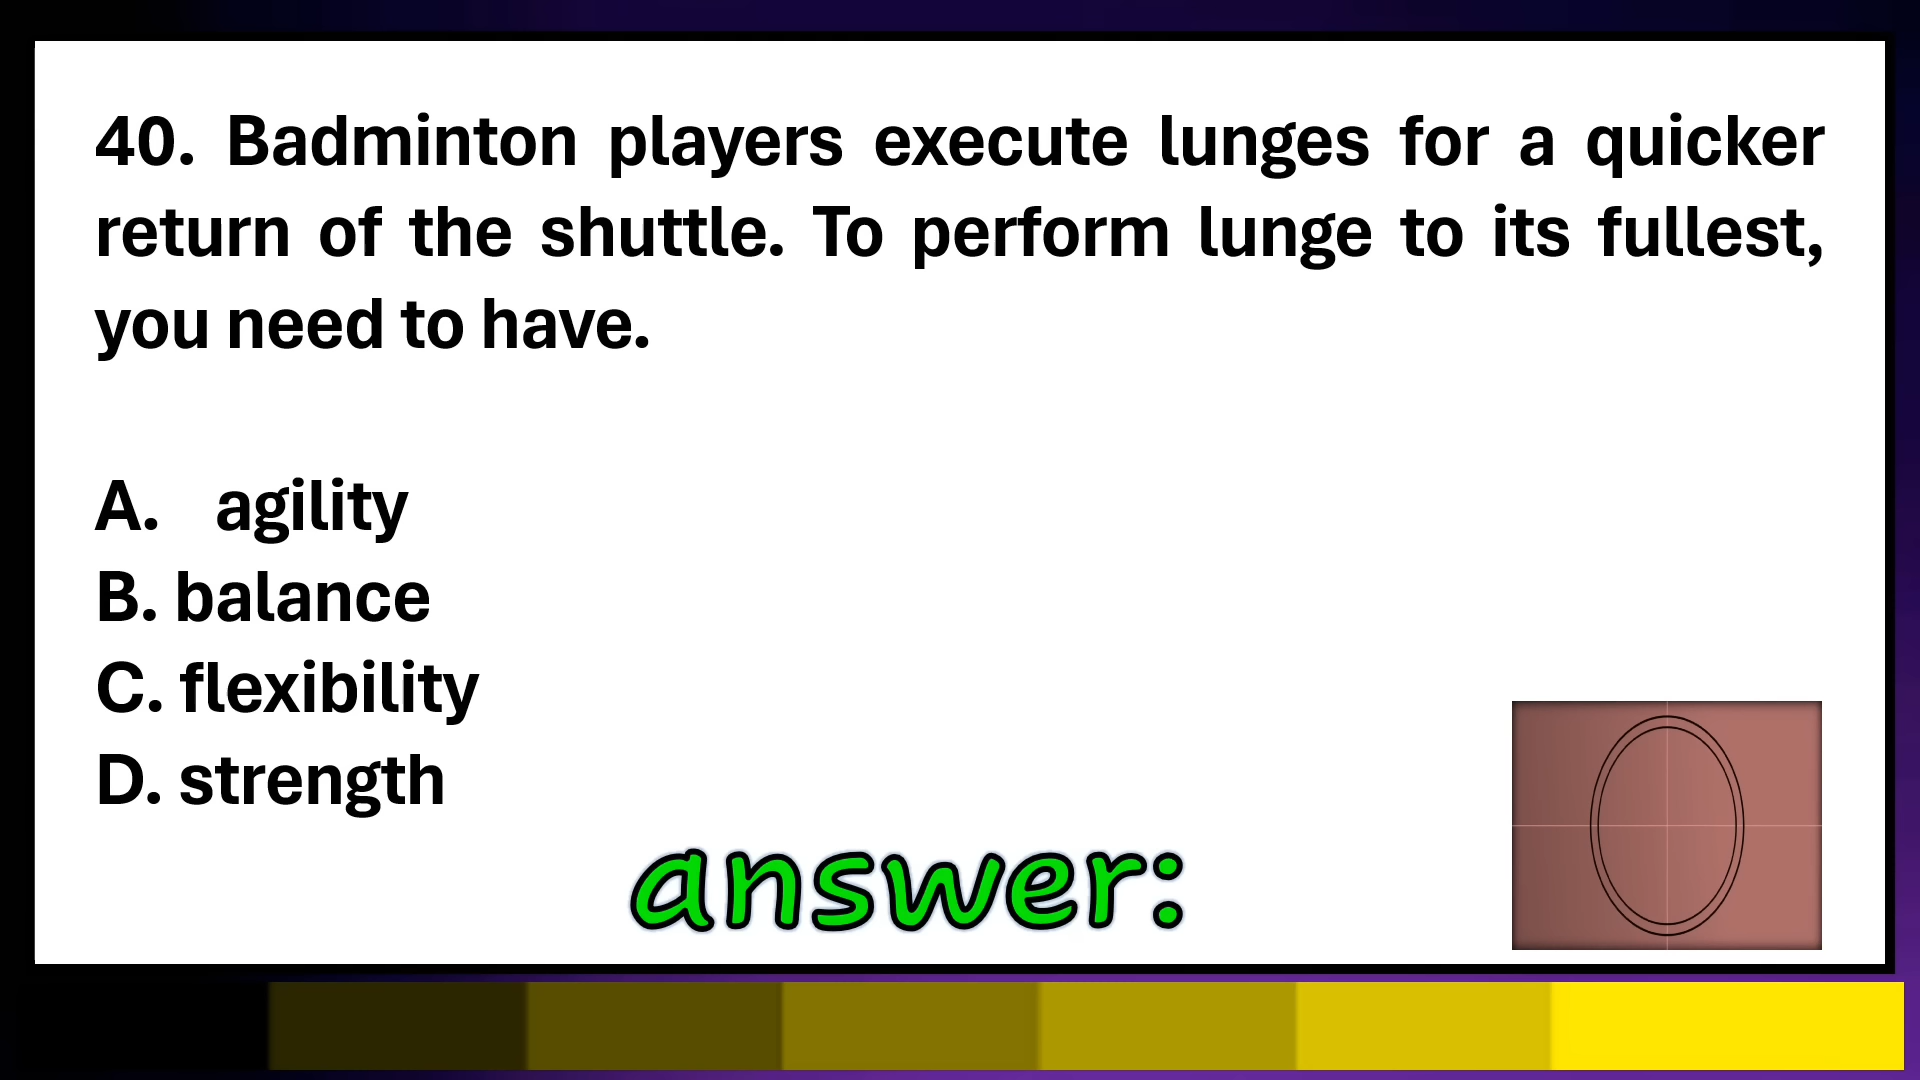 40. Badminton players execute lunges for a quicker
return of the shuttle. To perform lunge to its fullest,
you need to have.
A. agility
B. balance
C. flexibility
D. strength
answer: